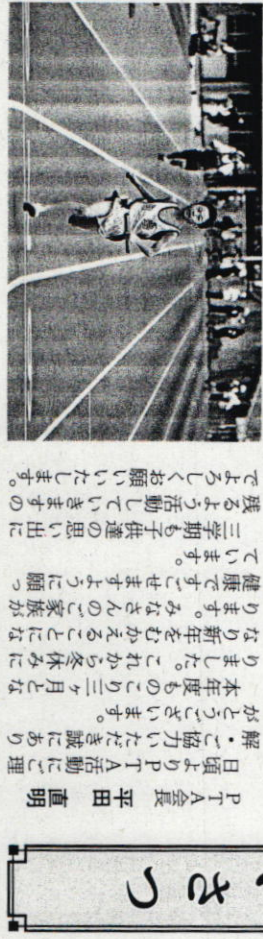 さつ
PTA会長 平田 直明
日頃よりPTA活動にご理
解・ご協力いただき誠にあり
がとうございます。
本年度ものこり三ヶ月とな
りました。これから冬休みに
なり新年をむかえることにな
ります。みなさんのご家族が
健康ですごせますように願っ
ています。
三学期も子供達の思い出に
残るよう活動していきますの
でよろしくお願いいたします。